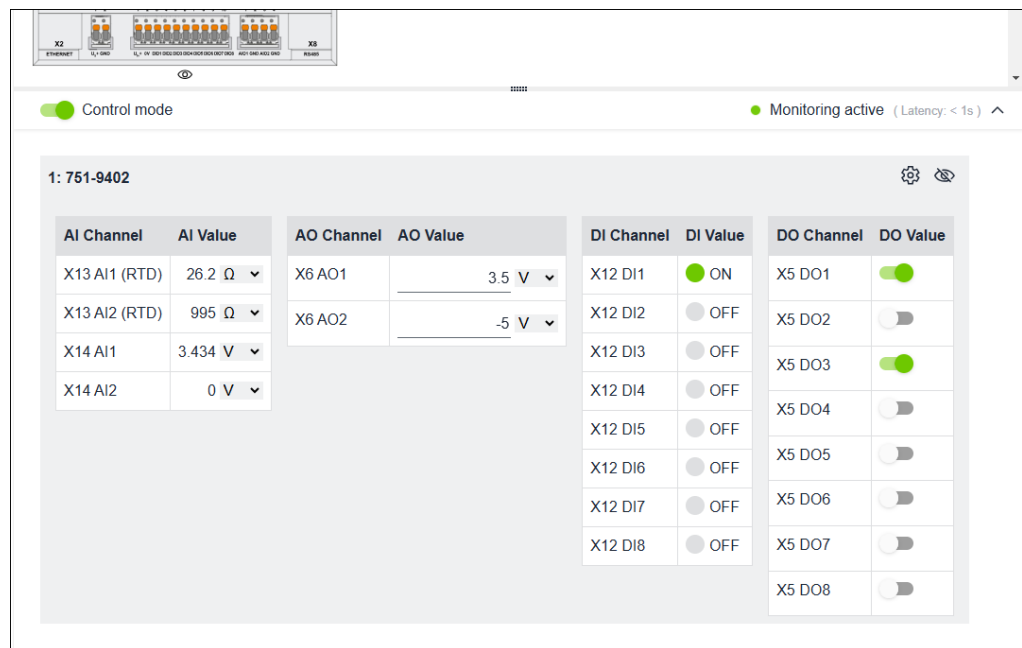 X2
ETHERNET
X8
RS485
Control mode
Monitoring active ( Latency: < 1s )
1: 751-9402
AI Channel AI Value
X13 AI1 (RTD) 26.2 Ω
X13 AI2 (RTD) 995 Ω
X14 AI1 3.434 V
X14 AI2 0 V
AO Channel AO Value
X6 AO1 3.5 V
X6 AO2 -5 V
DI Channel DI Value
X12 DI1 ON
X12 DI2 OFF
X12 DI3 OFF
X12 DI4 OFF
X12 DI5 OFF
X12 DI6 OFF
X12 DI7 OFF
X12 DI8 OFF
DO Channel DO Value
X5 DO1
X5 DO2
X5 DO3
X5 DO4
X5 DO5
X5 DO6
X5 DO7
X5 DO8